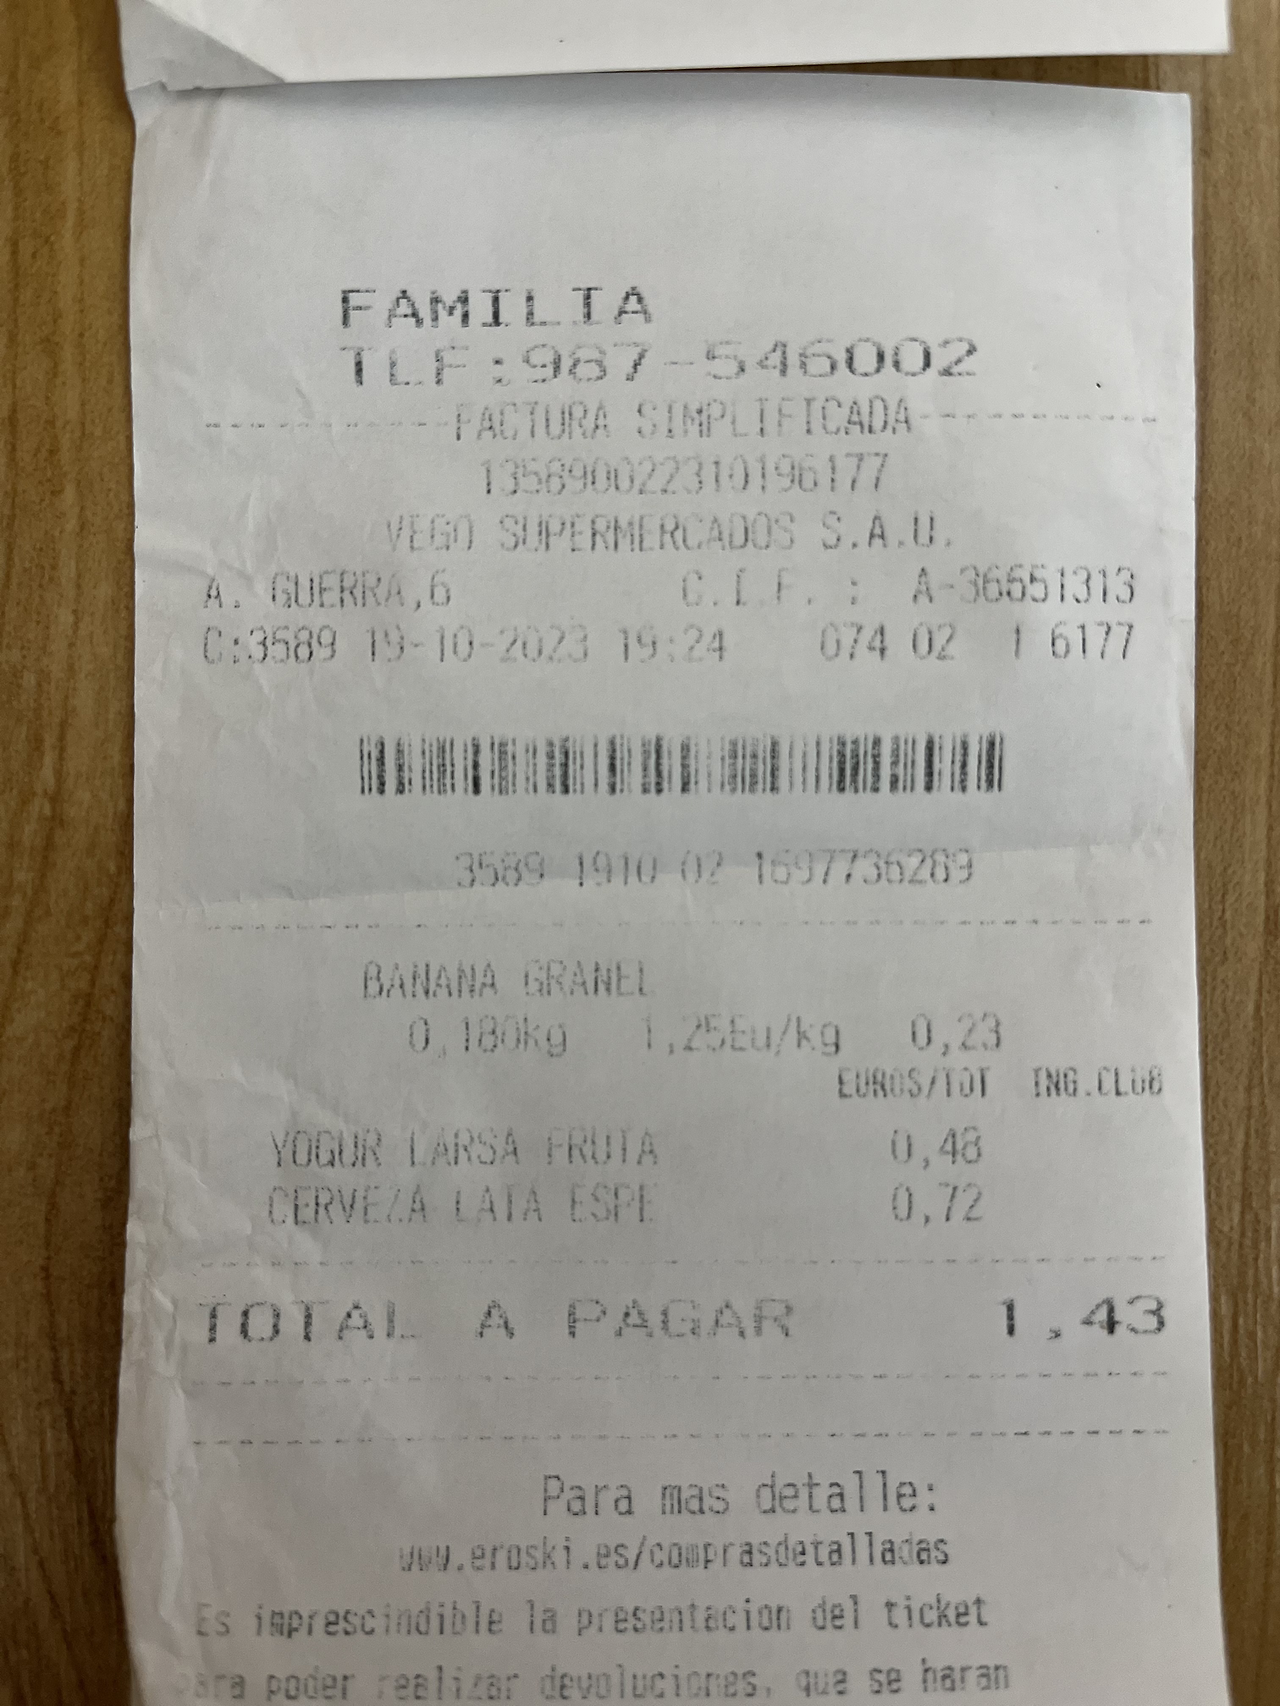 FAMILIA
TLF:987-546002
-----------FACTURA SIMPLIFICADA-----------
135890022310196177
VEGO SUPERMERCADOS S.A.U.
A. GUERRA,6 C.I.F. : A-36651313
C:3589 19-10-2023 19:24 074 02 1 6177
3589 1910 02 1697736289
BANANA GRANEL
0,180kg 1,25Eu/kg 0,23
EUROS/TOT ING.CLUB
YOGUR LARSA FRUTA 0,48
CERVEZA LATA ESPE 0,72
TOTAL A PAGAR 1,43
Para mas detalle:
www.eroski.es/comprasdetalladas
Es imprescindible la presentacion del ticket
para poder realizar devoluciones, que se haran